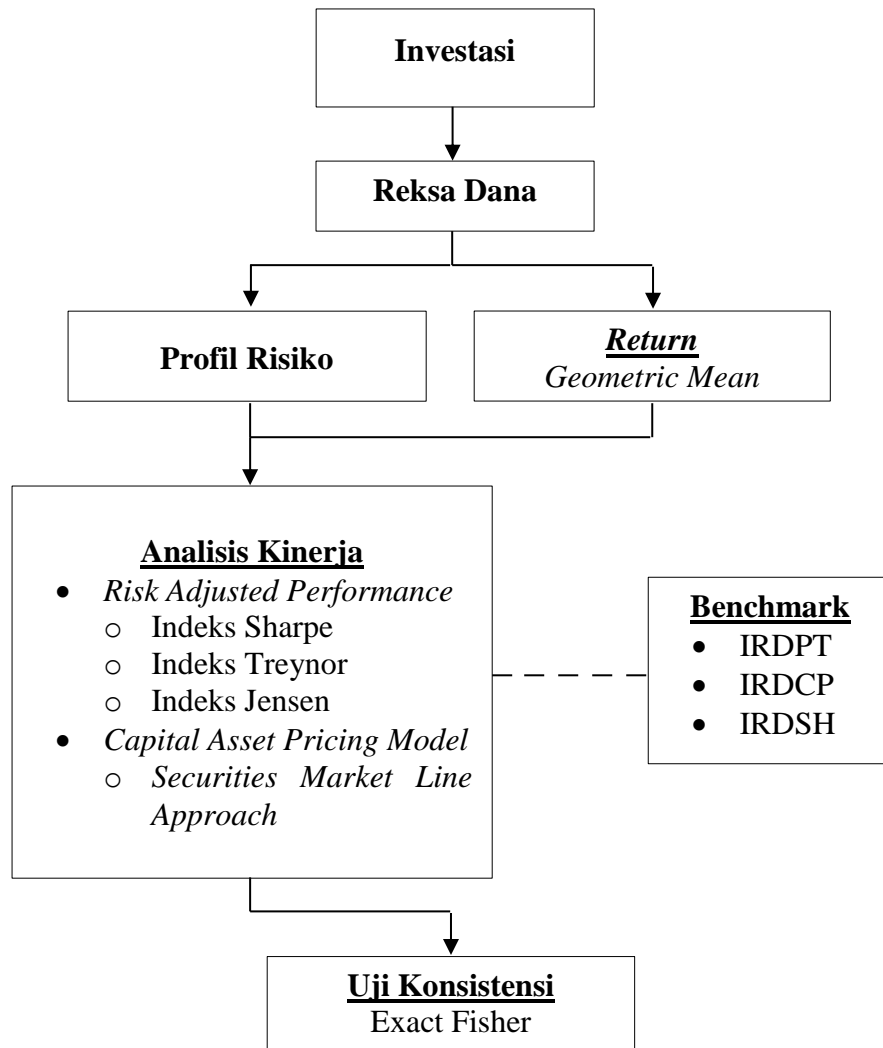 Investasi
Reksa Dana
Profil Risiko
Return
Geometric Mean
Analisis Kinerja
• Risk Adjusted Performance
o Indeks Sharpe
o Indeks Treynor
o Indeks Jensen
• Capital Asset Pricing Model
o Securities Market Line
Approach
Benchmark
• IRDPT
• IRDCP
• IRDSH
Uji Konsistensi
Exact Fisher